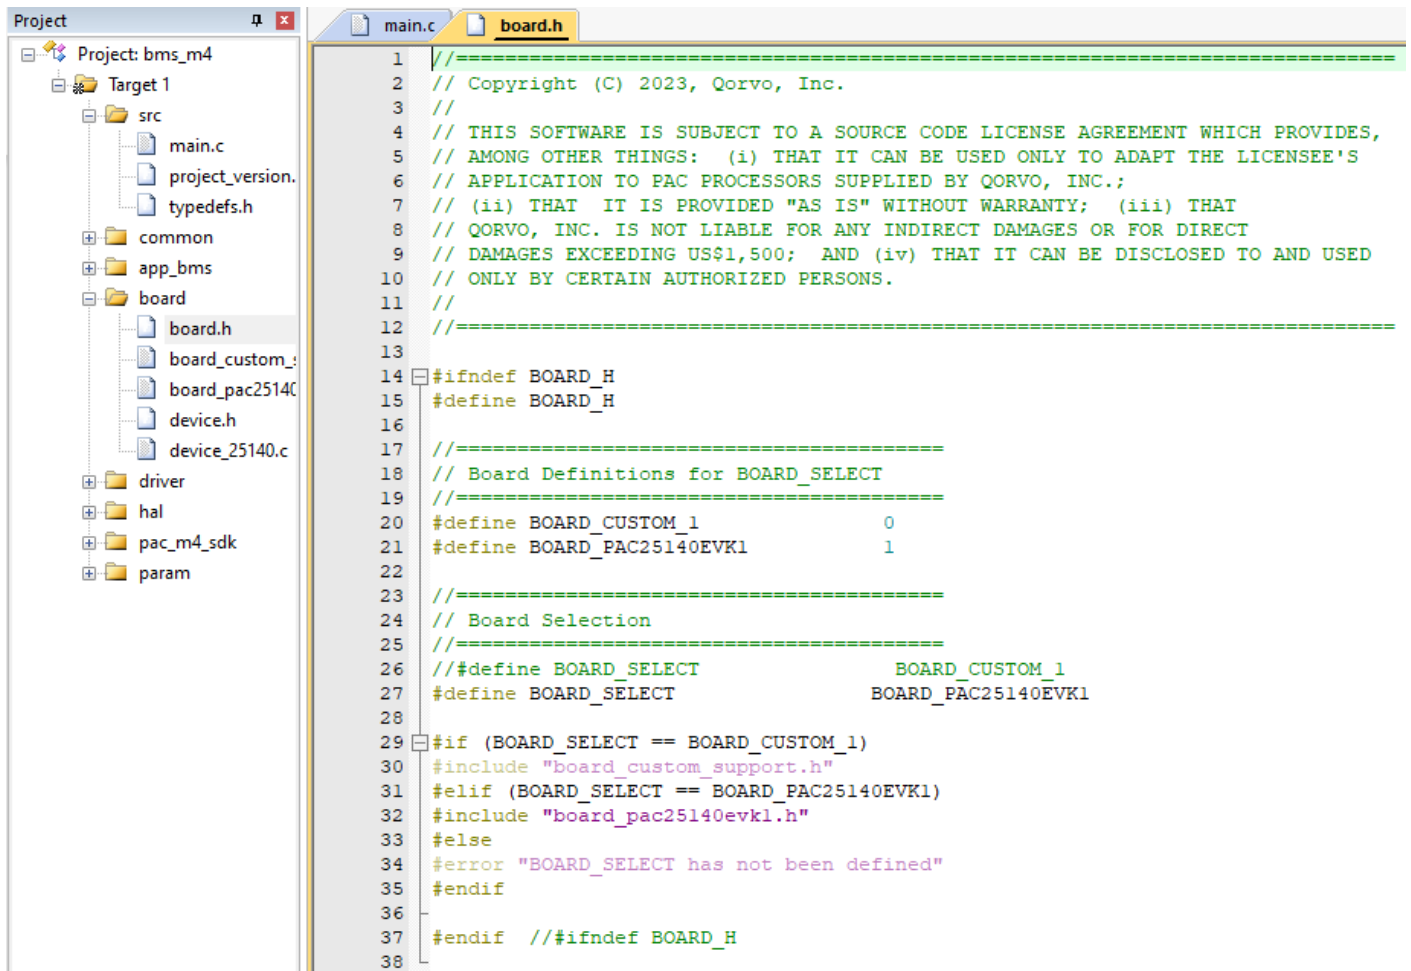 Project
Project: bms_m4
Target 1
src
main.c
project_version.
typedefs.h
common
app_bms
board
board.h
board_custom_s
board_pac25140
device.h
device_25140.c
driver
hal
pac_m4_sdk
param
main.c board.h
1 //=============================================================================
2 // Copyright (C) 2023, Qorvo, Inc.
3 //
4 // THIS SOFTWARE IS SUBJECT TO A SOURCE CODE LICENSE AGREEMENT WHICH PROVIDES,
5 // AMONG OTHER THINGS:  (i) THAT IT CAN BE USED ONLY TO ADAPT THE LICENSEE'S
6 // APPLICATION TO PAC PROCESSORS SUPPLIED BY QORVO, INC.;
7 // (ii) THAT  IT IS PROVIDED "AS IS" WITHOUT WARRANTY;  (iii) THAT
8 // QORVO, INC. IS NOT LIABLE FOR ANY INDIRECT DAMAGES OR FOR DIRECT
9 // DAMAGES EXCEEDING US$1,500;  AND (iv) THAT IT CAN BE DISCLOSED TO AND USED
10 // ONLY BY CERTAIN AUTHORIZED PERSONS.
11 //
12 //=============================================================================
13
14 #ifndef BOARD_H
15 #define BOARD_H
16
17 //========================================
18 // Board Definitions for BOARD_SELECT
19 //========================================
20 #define BOARD_CUSTOM_1               0
21 #define BOARD_PAC25140EVK1           1
22
23 //========================================
24 // Board Selection
25 //========================================
26 //#define BOARD_SELECT                BOARD_CUSTOM_1
27 #define BOARD_SELECT                BOARD_PAC25140EVK1
28
29 #if (BOARD_SELECT == BOARD_CUSTOM_1)
30 #include "board_custom_support.h"
31 #elif (BOARD_SELECT == BOARD_PAC25140EVK1)
32 #include "board_pac25140evk1.h"
33 #else
34 #error "BOARD_SELECT has not been defined"
35 #endif
36
37 #endif  //#ifndef BOARD_H
38